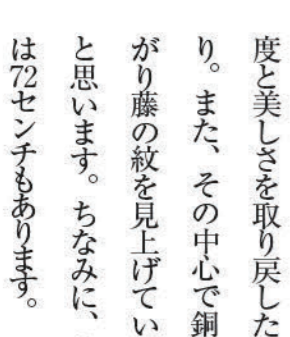 度と美しさを取り戻した
り。また、その中心で銅
がり藤の紋を見上げてい
と思います。ちなみに、
は72センチもあります。